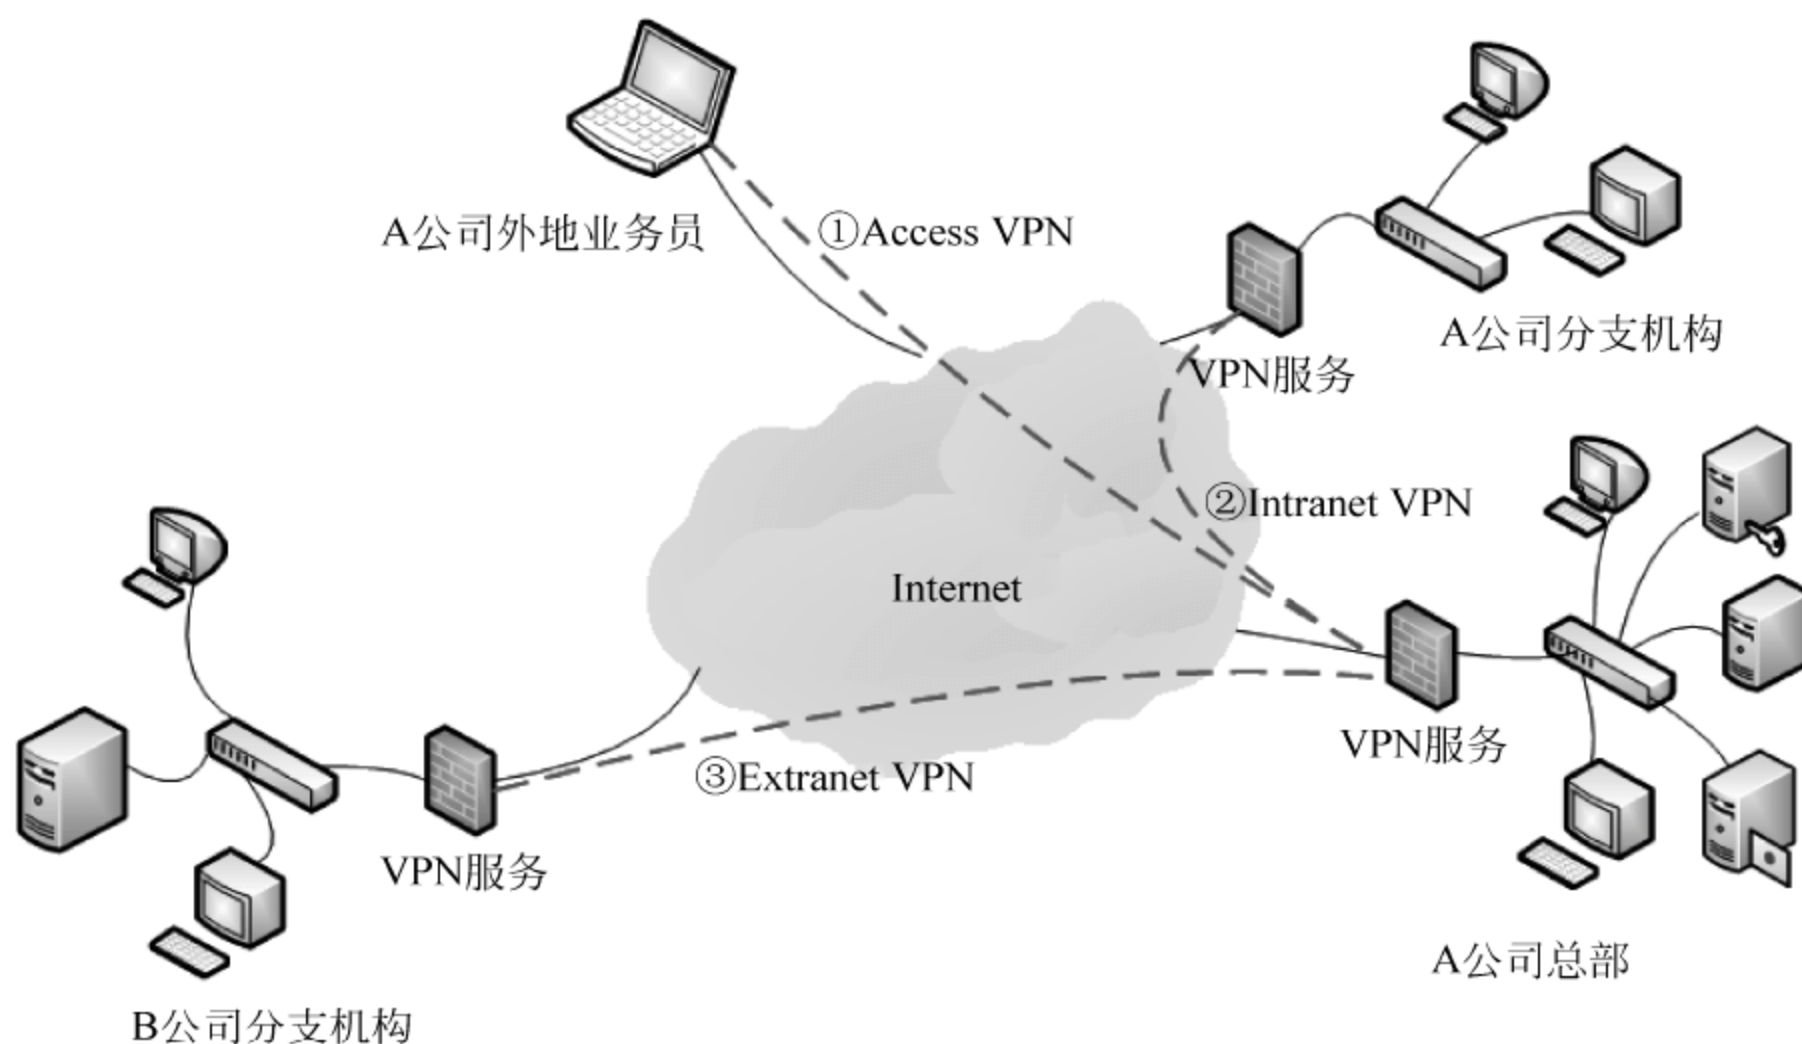 A公司外地业务员
①Access VPN
A公司分支机构
VPN服务
②Intranet VPN
Internet
VPN服务
③Extranet VPN
VPN服务
A公司总部
B公司分支机构